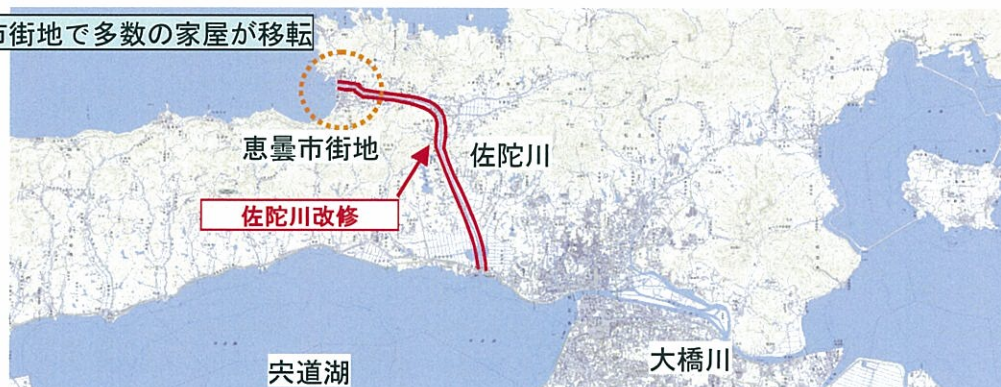 市街地で多数の家屋が移転
恵曇市街地
佐陀川
佐陀川改修
大橋川
宍道湖